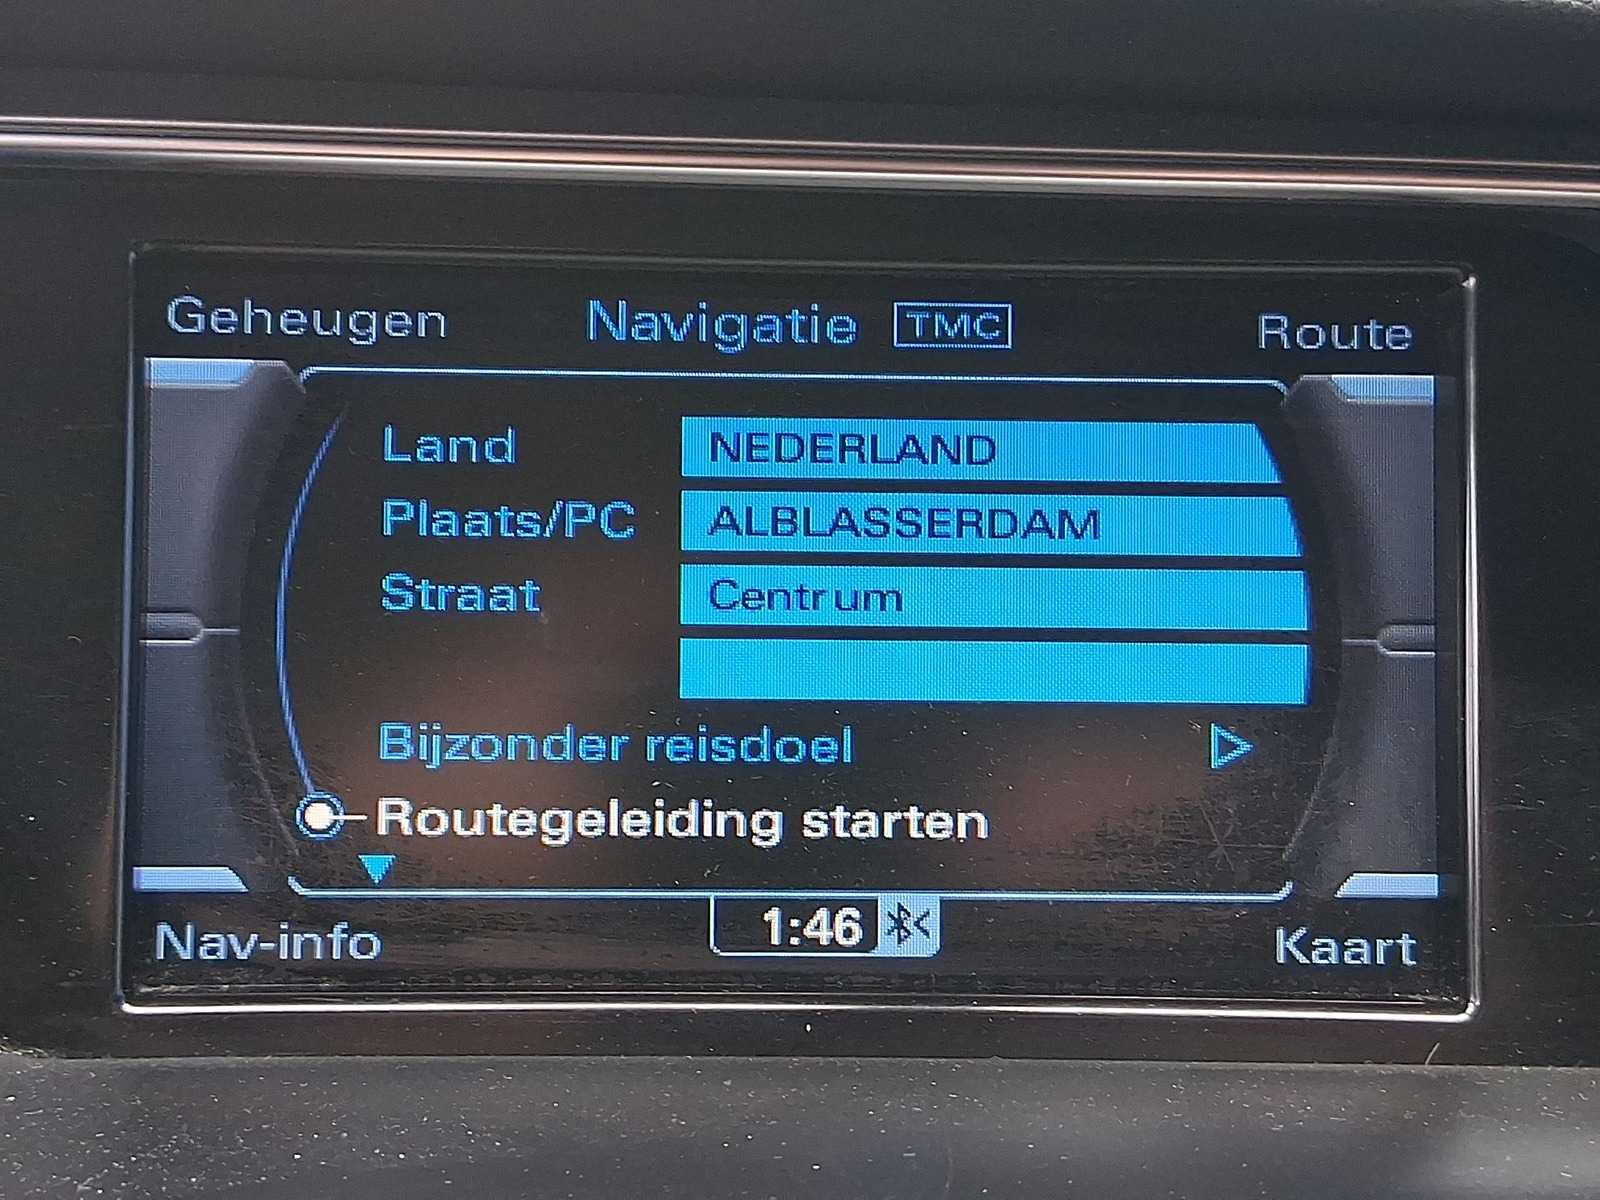 Geheugen Navigatie TMC Route
Land NEDERLAND
Plaats/PC ALBLASSERDAM
Straat Centrum
Bijzonder reisdoel
Routegeleiding starten
Nav-info 1:46 Kaart